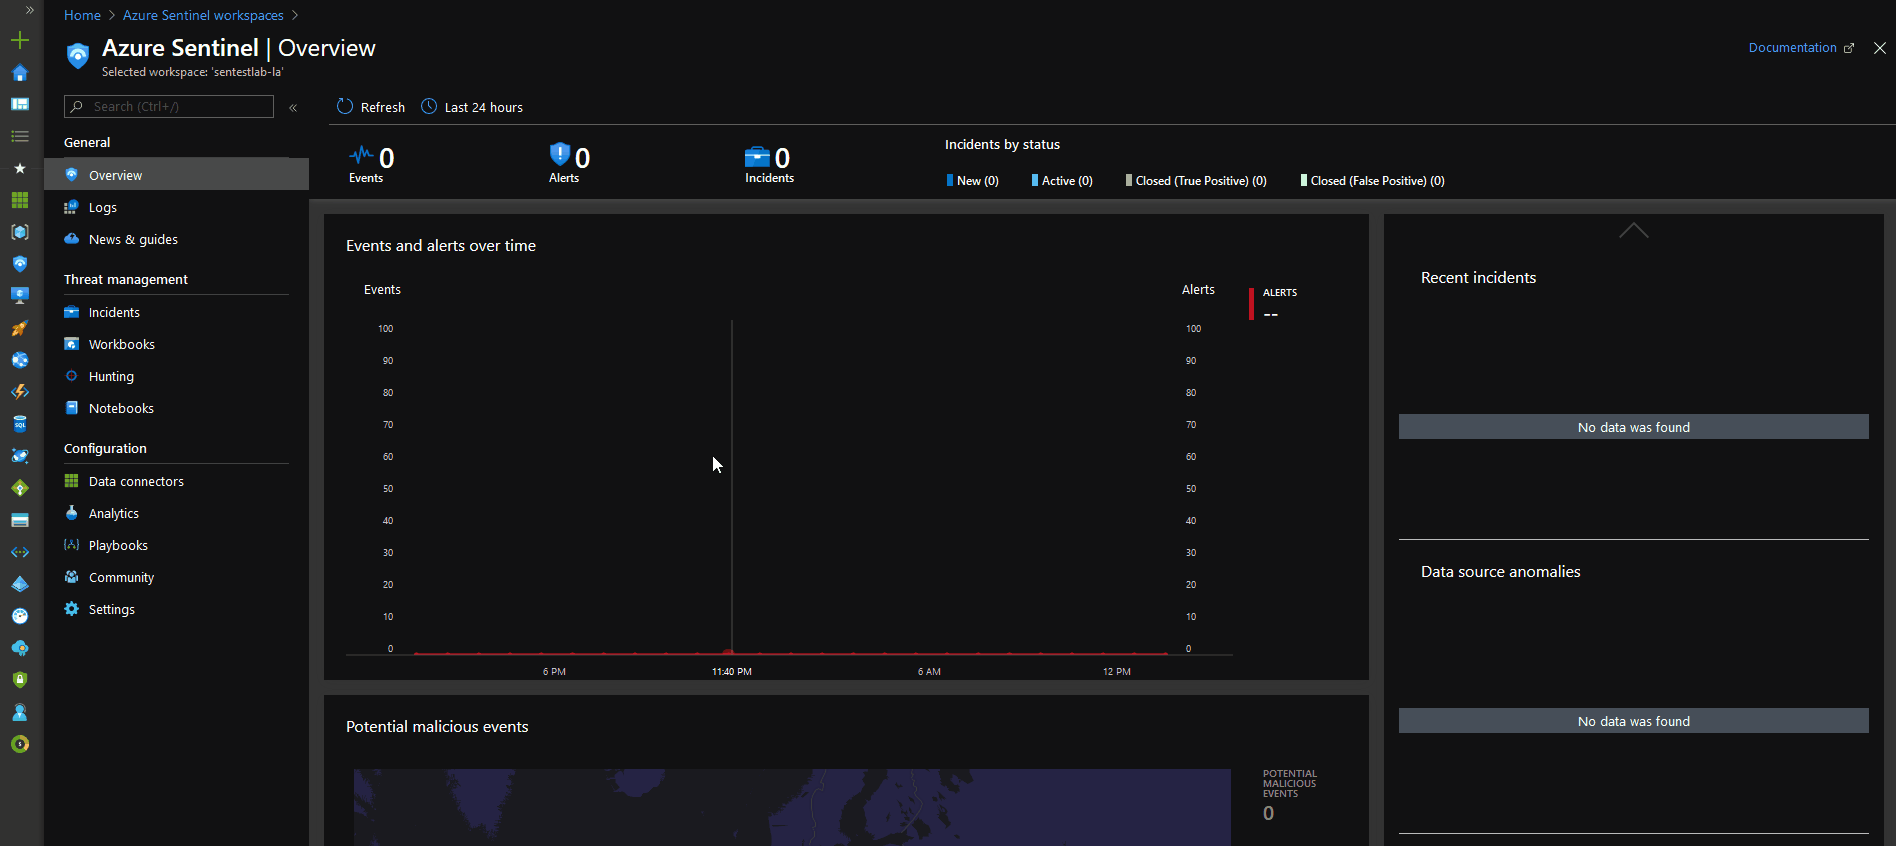 Home > Azure Sentinel workspaces >
Azure Sentinel | Overview
Selected workspace: 'sentestlab-la'
Documentation
Search (Ctrl+/)
«
General
Overview
Logs
News & guides
Threat management
Incidents
Workbooks
Hunting
Notebooks
Configuration
Data connectors
Analytics
Playbooks
Community
Settings
Refresh
Last 24 hours
0
Events
0
Alerts
0
Incidents
Incidents by status
New (0)
Active (0)
Closed (True Positive) (0)
Closed (False Positive) (0)
Events and alerts over time
Events
Alerts
100
90
80
70
60
50
40
30
20
10
0
100
90
80
70
60
50
40
30
20
10
0
6 PM
11:40 PM
6 AM
12 PM
ALERTS
--
Potential malicious events
POTENTIAL
MALICIOUS
EVENTS
0
Recent incidents
No data was found
Data source anomalies
No data was found
SQL